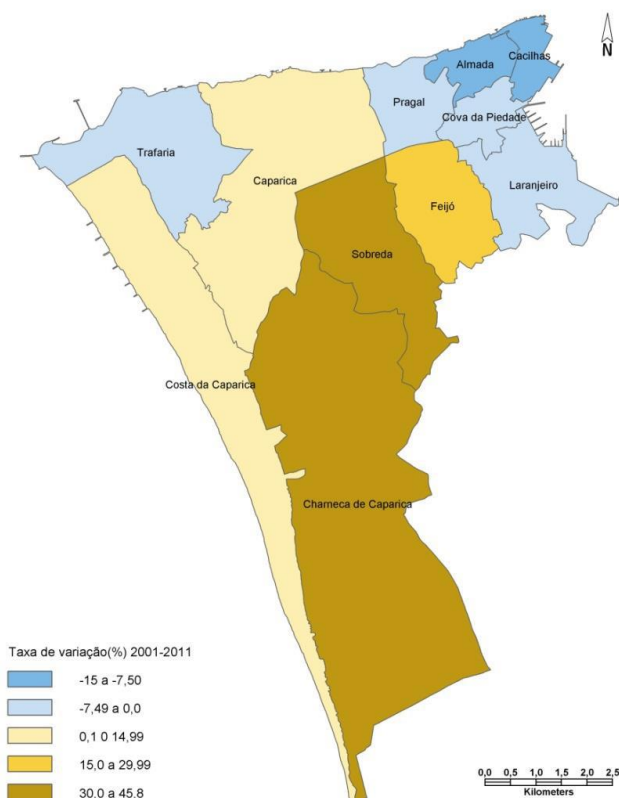 N
Cacilhas
Almada
Pragal
Cova da Piedade
Trafaria
Caparica
Laranjeiro
Feijó
Sobreda
Costa da Caparica
Charneca de Caparica
Taxa de variação(%) 2001-2011
-15 a -7,50
-7,49 a 0,0
0,1 0 14,99
15,0 a 29,99
30,0 a 45,8
0,0 0,5 1,0 1,5 2,0 2,5
Kilometers